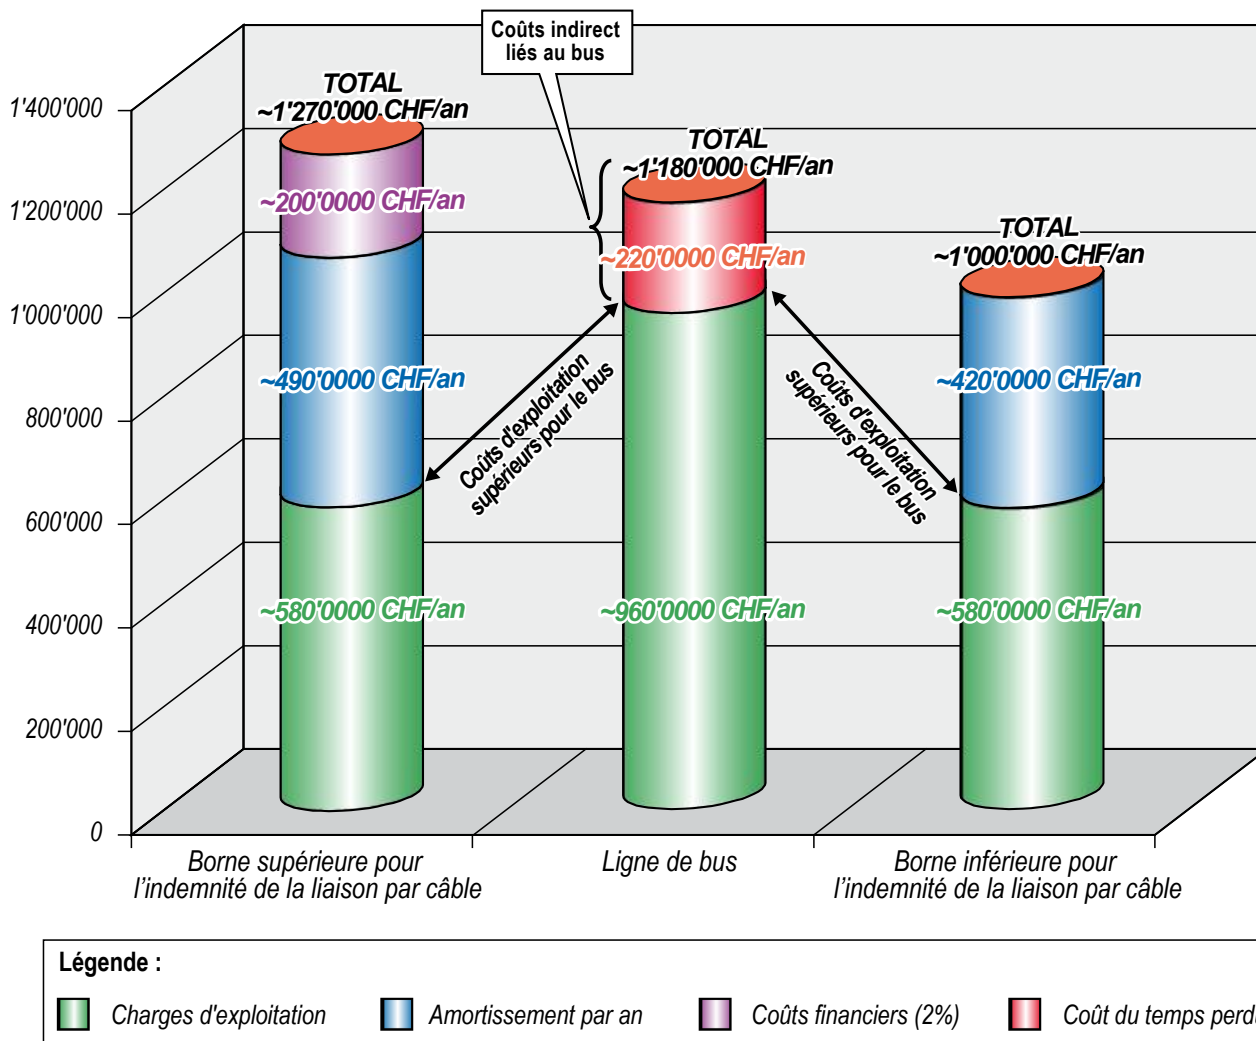 Coûts indirect
liés au bus
TOTAL
~1'270'000 CHF/an
TOTAL
~1'180'000 CHF/an
TOTAL
~1'000'000 CHF/an
1'400'000
1'200'000
1'000'000
800'000
600'000
400'000
200'000
0
~200'0000 CHF/an
~490'0000 CHF/an
~580'0000 CHF/an
~220'0000 CHF/an
~960'0000 CHF/an
~420'0000 CHF/an
~580'0000 CHF/an
Coûts d'exploitation
supérieurs pour le bus
Coûts d'exploitation
supérieurs pour le bus
Borne supérieure pour
l'indemnité de la liaison par câble
Ligne de bus
Borne inférieure pour
l'indemnité de la liaison par câble
Légende :
Charges d'exploitation
Amortissement par an
Coûts financiers (2%)
Coût du temps perdu